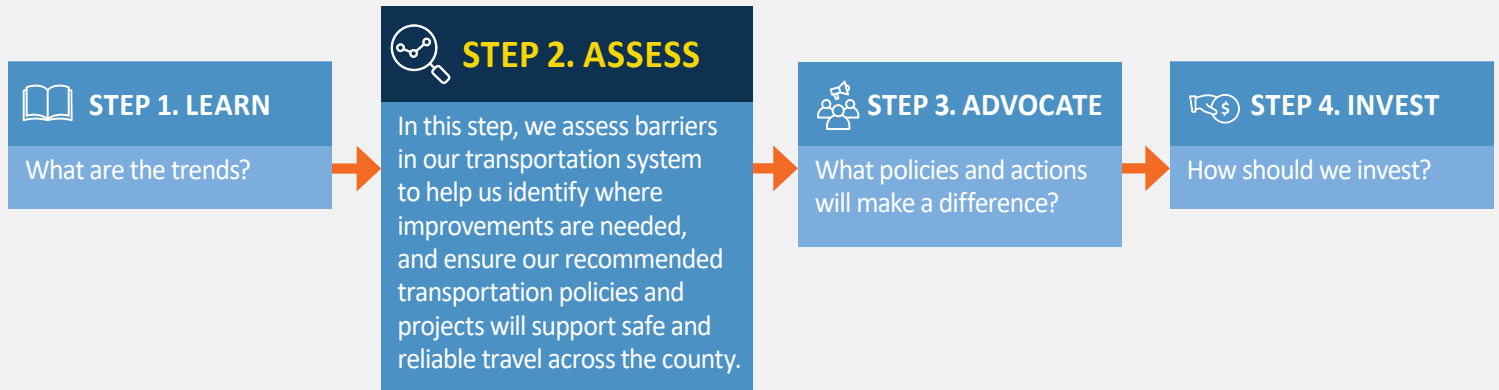 STEP 1. LEARN
What are the trends?
STEP 2. ASSESS
In this step, we assess barriers
in our transportation system
to help us identify where
improvements are needed,
and ensure our recommended
transportation policies and
projects will support safe and
reliable travel across the county.
STEP 3. ADVOCATE
What policies and actions
will make a difference?
STEP 4. INVEST
How should we invest?